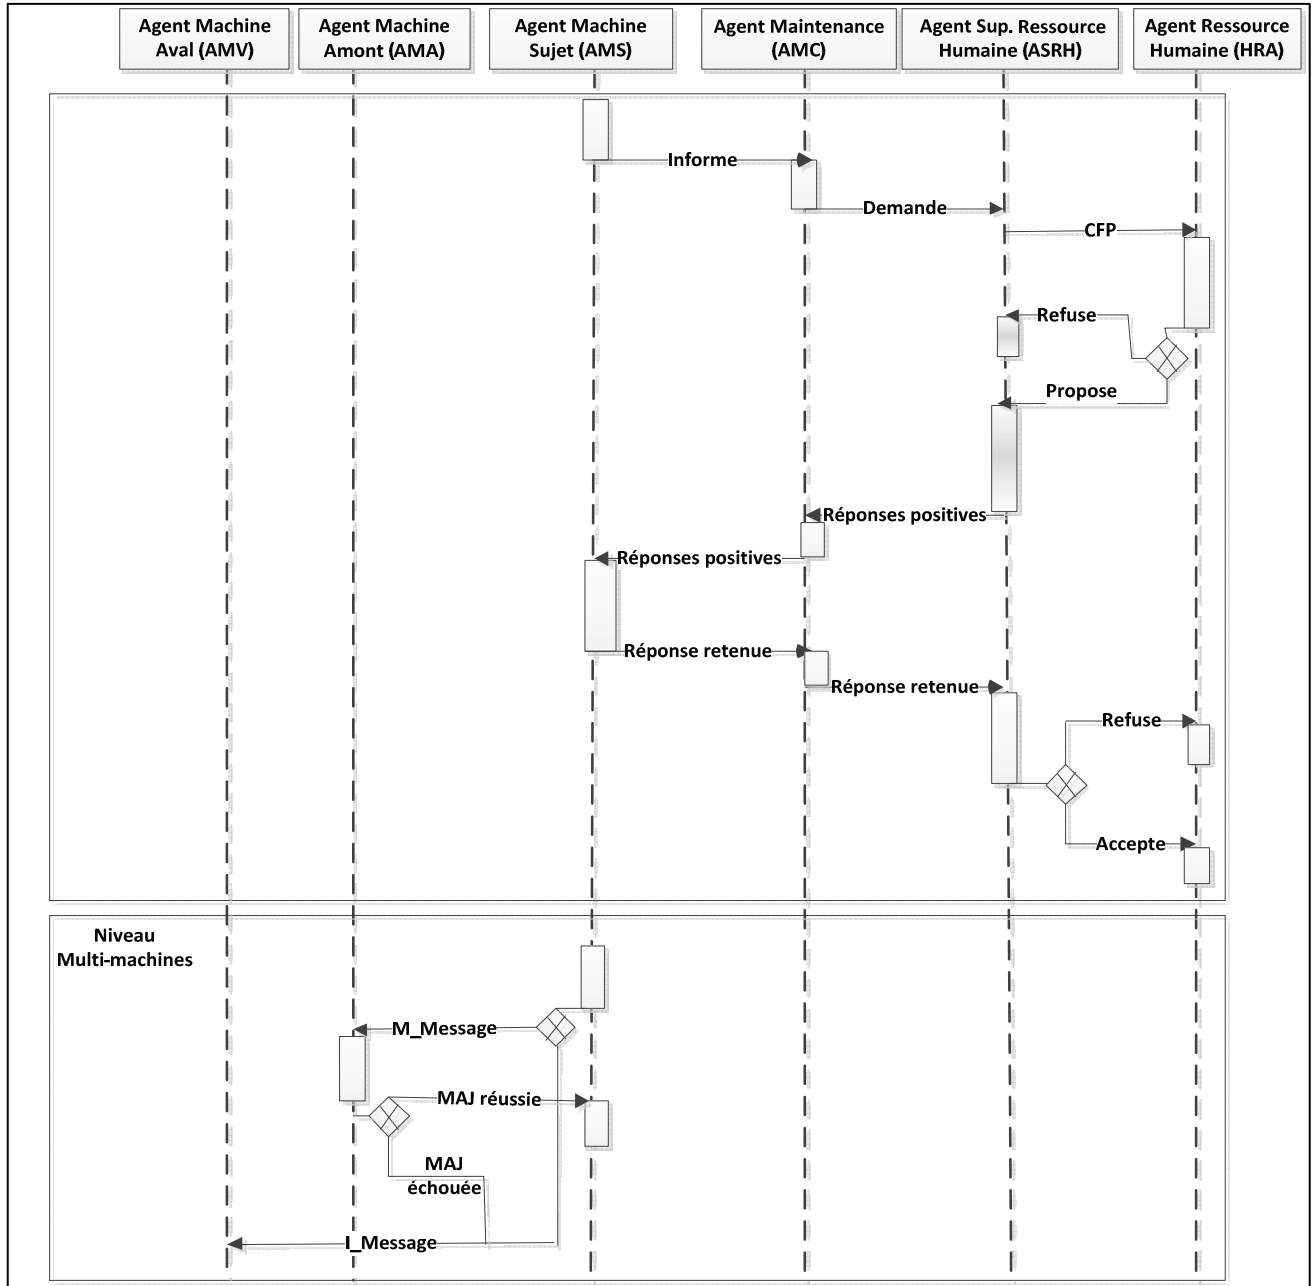 Agent Machine
Aval (AMV)
Agent Machine
Amont (AMA)
Agent Machine
Sujet (AMS)
Agent Maintenance
(AMC)
Agent Sup. Ressource
Humaine (ASRH)
Agent Ressource
Humaine (HRA)
Informe
Demande
CFP
Refuse
Propose
Réponses positives
Réponses positives
Réponse retenue
Réponse retenue
Refuse
Accepte
Niveau
Multi-machines
M_Message
MAJ réussie
MAJ
échouée
I_Message